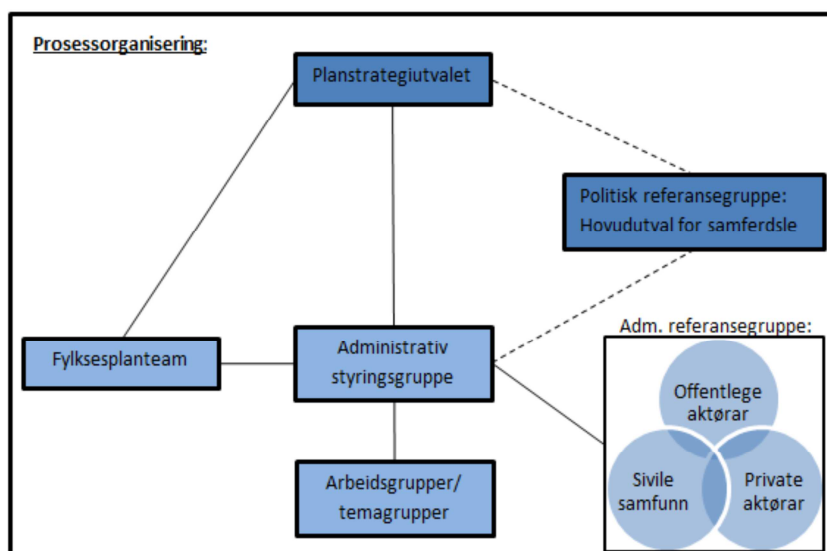 Prosessorganisering:
Planstrategiutvalet
Politisk referansegruppe:
Hovudutval for samferdsle
Fylksesplanteam
Administrativ
styringsgruppe
Adm. referansegruppe:
Offentlege
aktørar
Sivile
samfunn
Private
aktørar
Arbeidsgrupper/
temagrupper